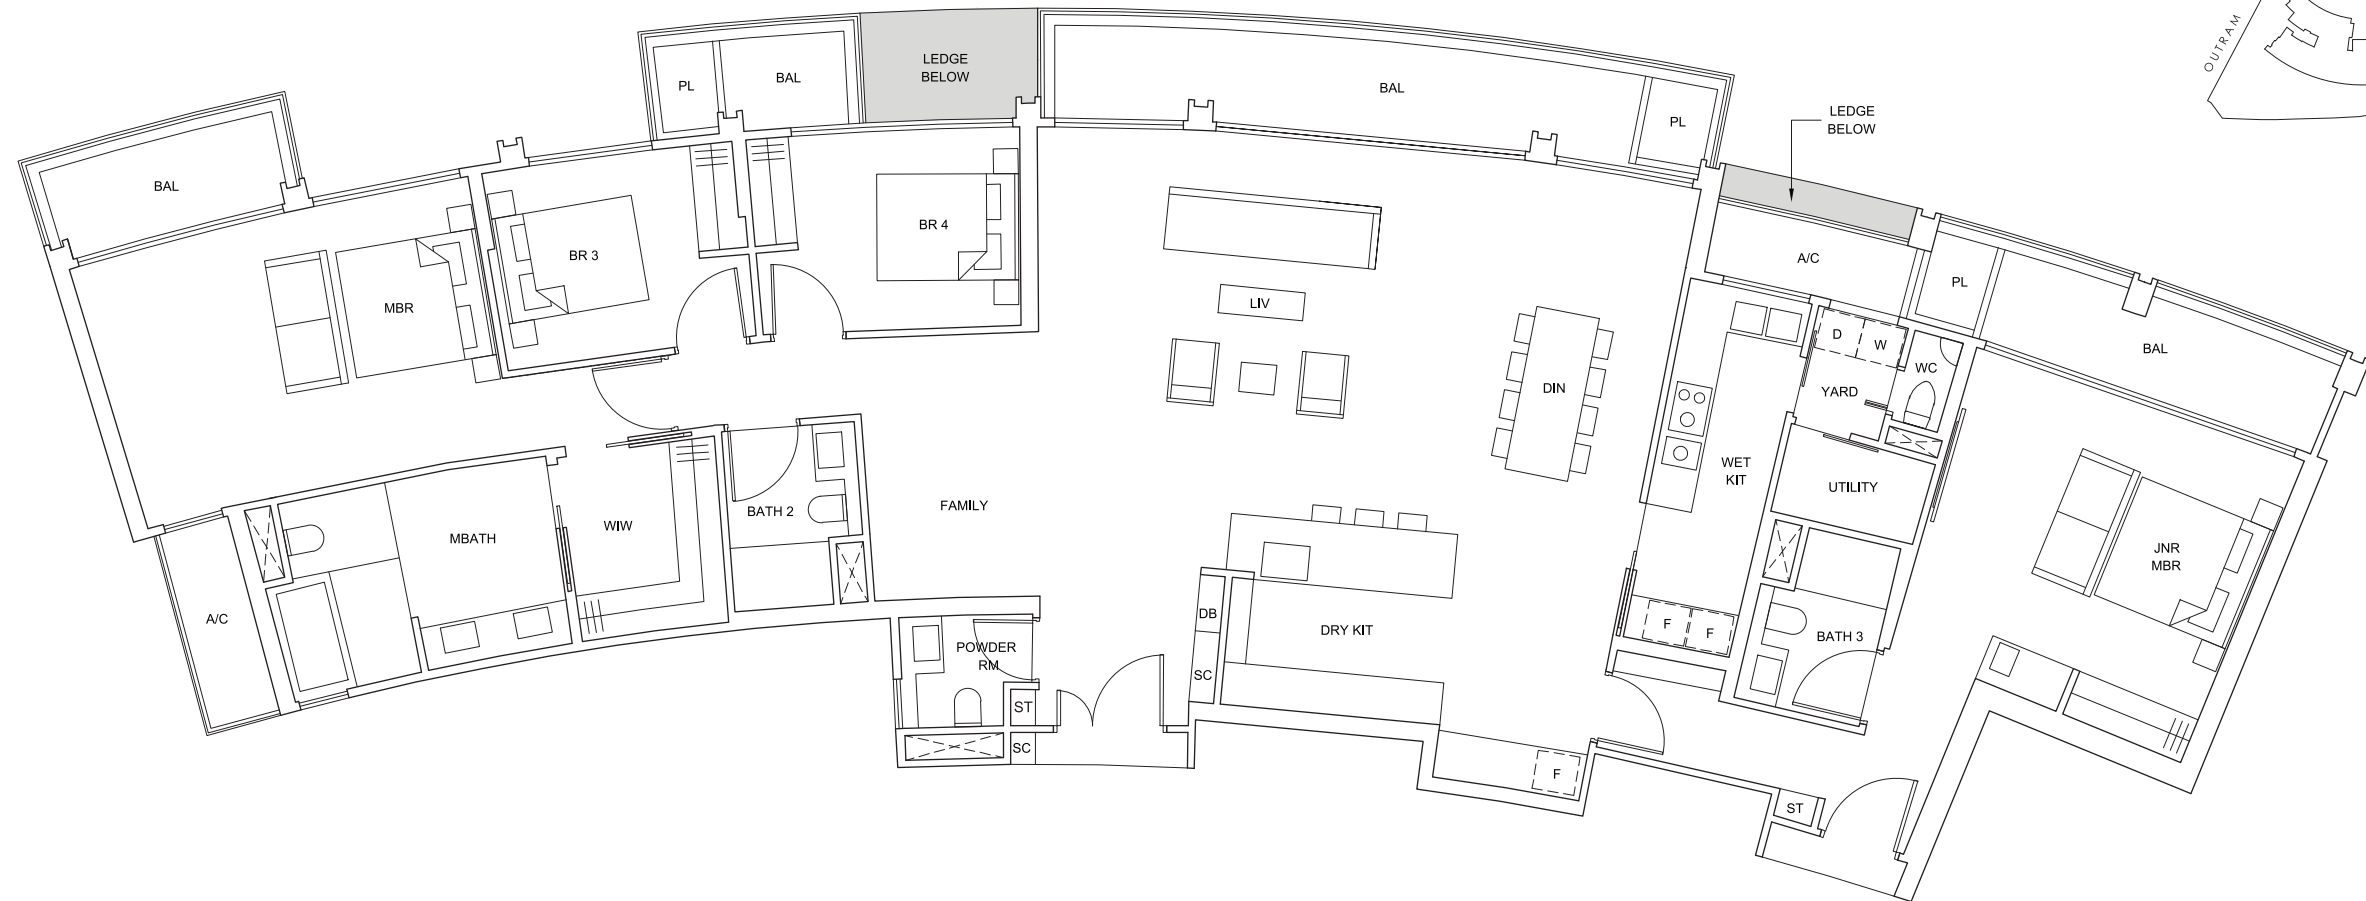 OUTRAM
LEDGE
BELOW
PL
BAL
BAL
PL
LEDGE
BELOW
BAL
BR 4
BR 3
MBR
A/C
PL
BAL
LIV
DIN
D
W
WC
YARD
WET
KIT
UTILITY
FAMILY
BATH 2
WIW
MBATH
A/C
JNR
MBR
DB
SC
DRY KIT
F
F
BATH 3
POWDER
RM
ST
SC
F
ST